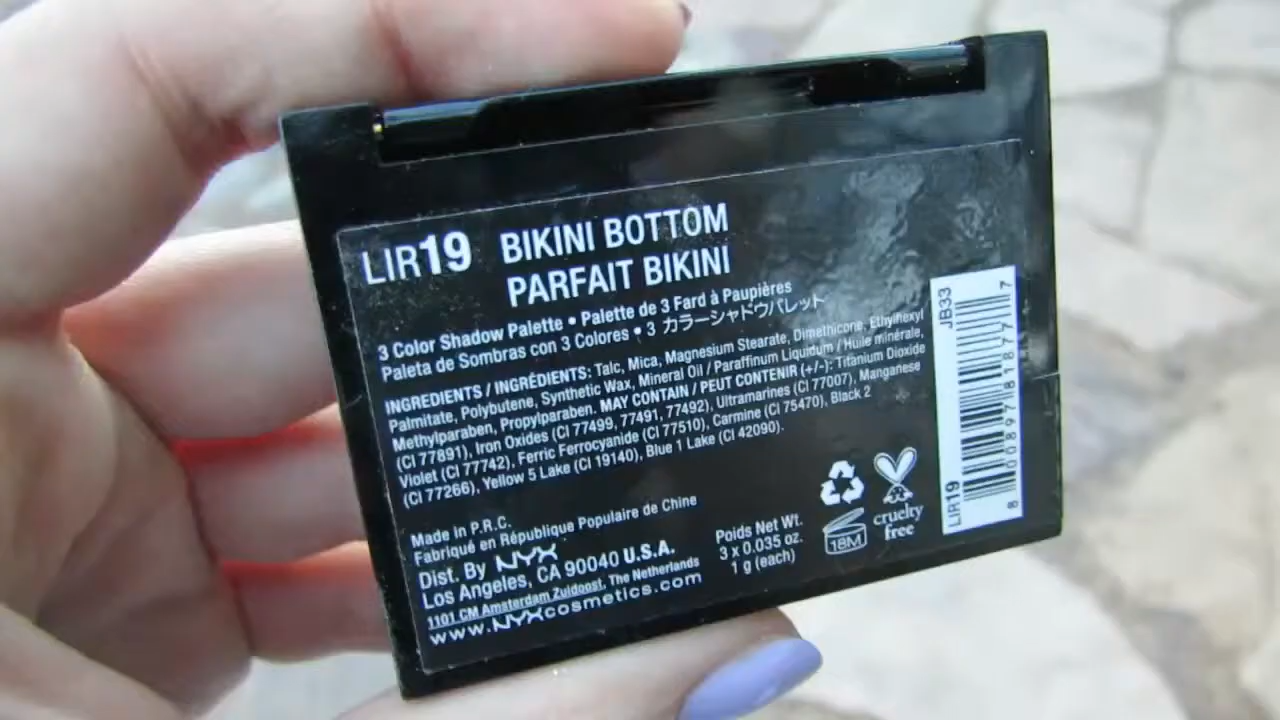 LIR19 BIKINI BOTTOM
PARFAIT BIKINI
3 Color Shadow Palette • Palette de 3 Fard à Paupières
Paleta de Sombras con 3 Colores • 3 カラーシャドウパレット
INGREDIENTS / INGRÉDIENTS: Talc, Mica, Magnesium Stearate, Dimethicone, Ethylhexyl
Palmitate, Polybutene, Synthetic Wax, Mineral Oil / Paraffinum Liquidum / Huile minérale,
Methylparaben, Propylparaben. MAY CONTAIN / PEUT CONTENIR (+/-): Titanium Dioxide
(CI 77891), Iron Oxides (CI 77499, 77491, 77492), Ultramarines (CI 77007), Manganese
Violet (CI 77742), Ferric Ferrocyanide (CI 77510), Carmine (CI 75470), Black 2
(CI 77266), Yellow 5 Lake (CI 19140), Blue 1 Lake (CI 42090).
Made in P.R.C.
Fabriqué en République Populaire de Chine
Dist. By NYX
Los Angeles, CA 90040 U.S.A.
1101 CM Amsterdam Zuidoost, The Netherlands
www.NYXcosmetics.com
Poids Net Wt.
3 x 0.035 oz.
1 g (each)
18M
cruelty
free
LIR19 JB33
8 00897 81877 7